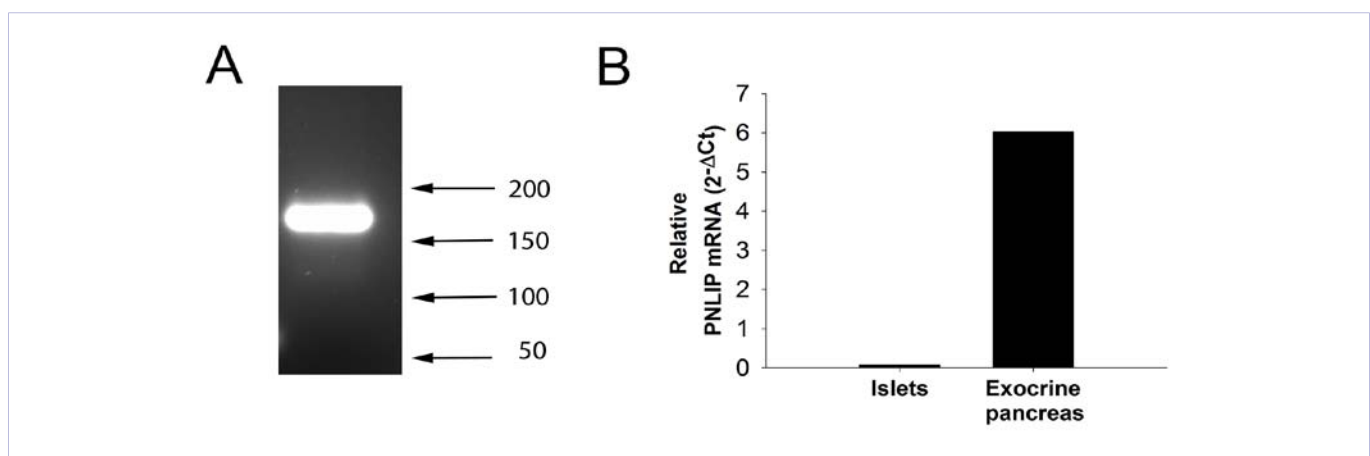 A
200
150
100
50
B
Relative
PNLIP mRNA (2-ΔCt)
7
6
5
4
3
2
1
0
Islets
Exocrine
pancreas